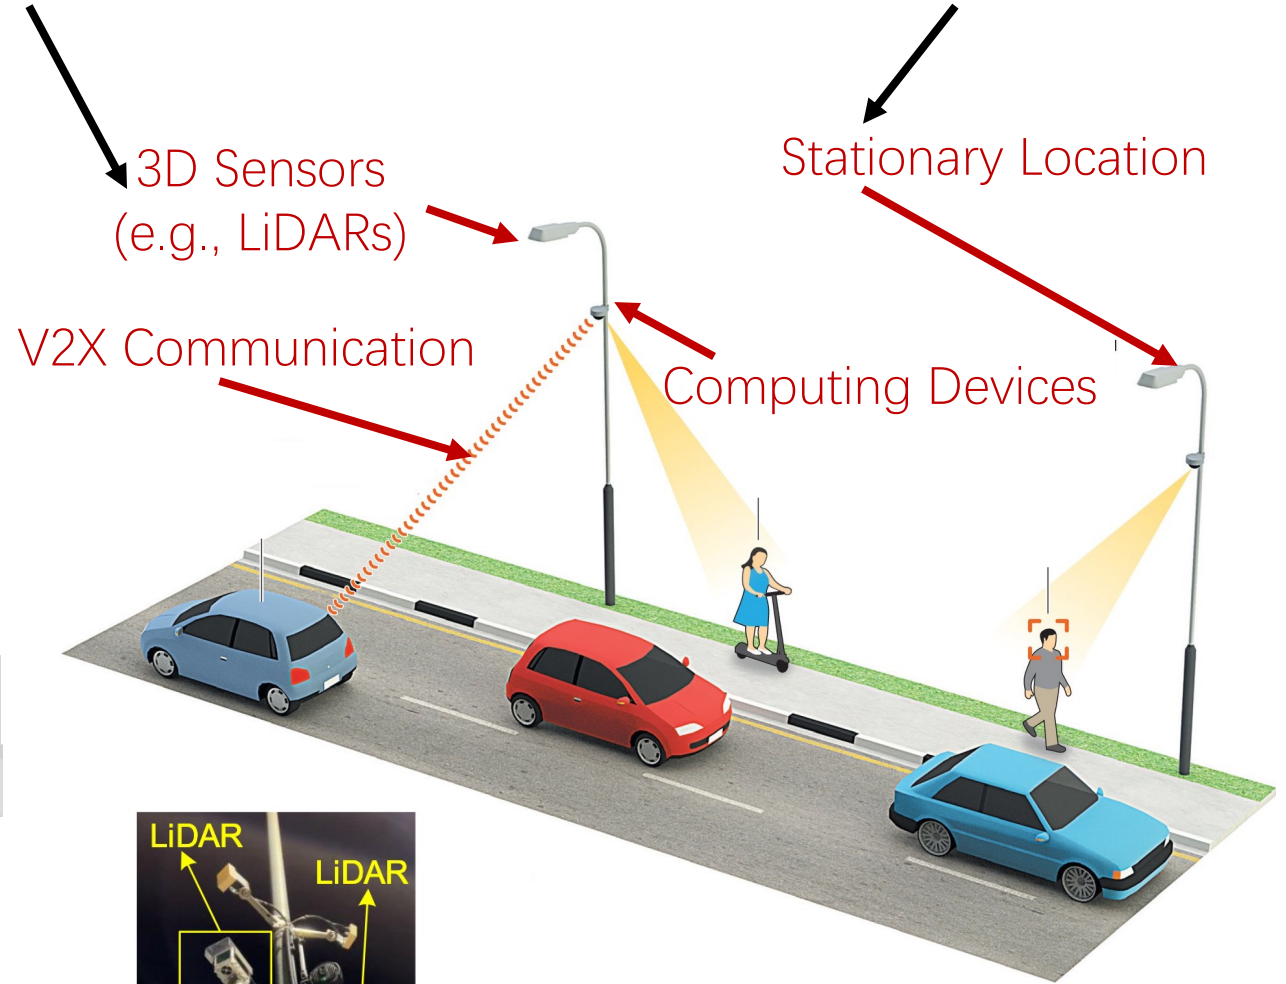 3D Sensors
(e.g., LiDARs)
Stationary Location
V2X Communication
Computing Devices
LiDAR
LiDAR